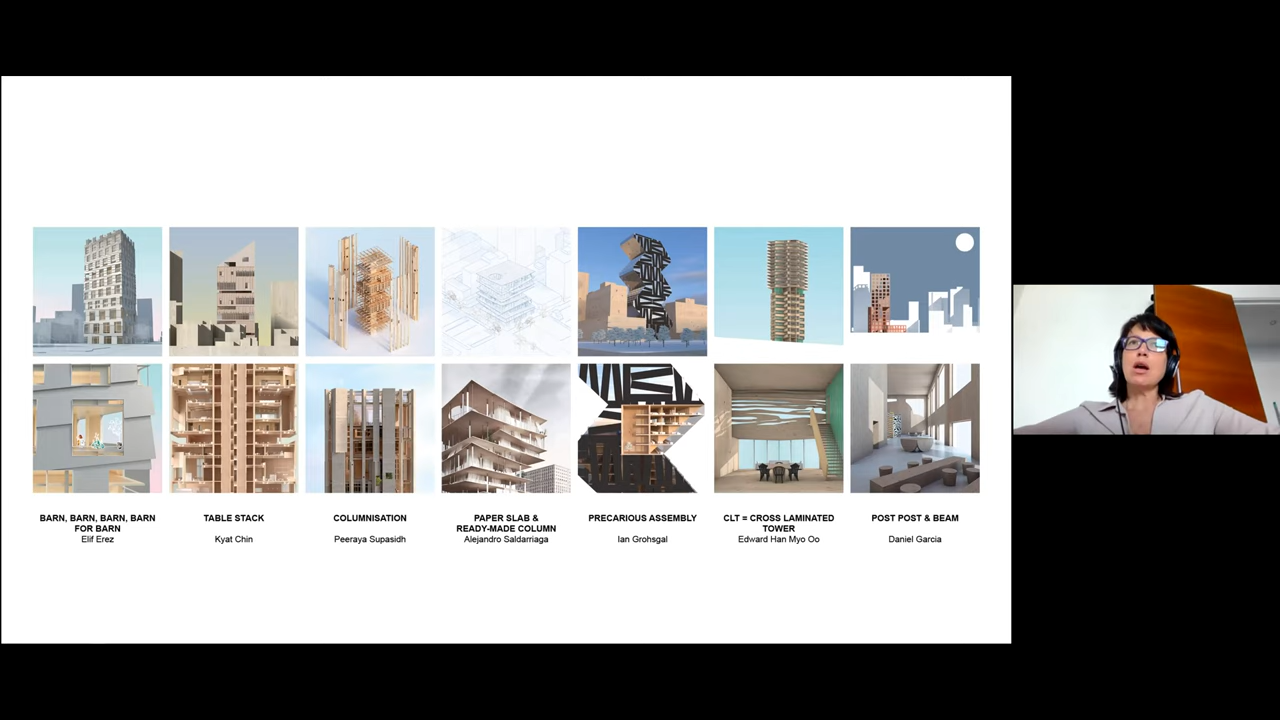 BARN, BARN, BARN, BARN
FOR BARN
Elif Erez
TABLE STACK
Kyat Chin
COLUMNISATION
Peeraya Supasidh
PAPER SLAB &
READY-MADE COLUMN
Alejandro Saldarriaga
PRECARIOUS ASSEMBLY
Ian Grohsgal
CLT = CROSS LAMINATED
TOWER
Edward Han Myo Oo
POST POST & BEAM
Daniel Garcia